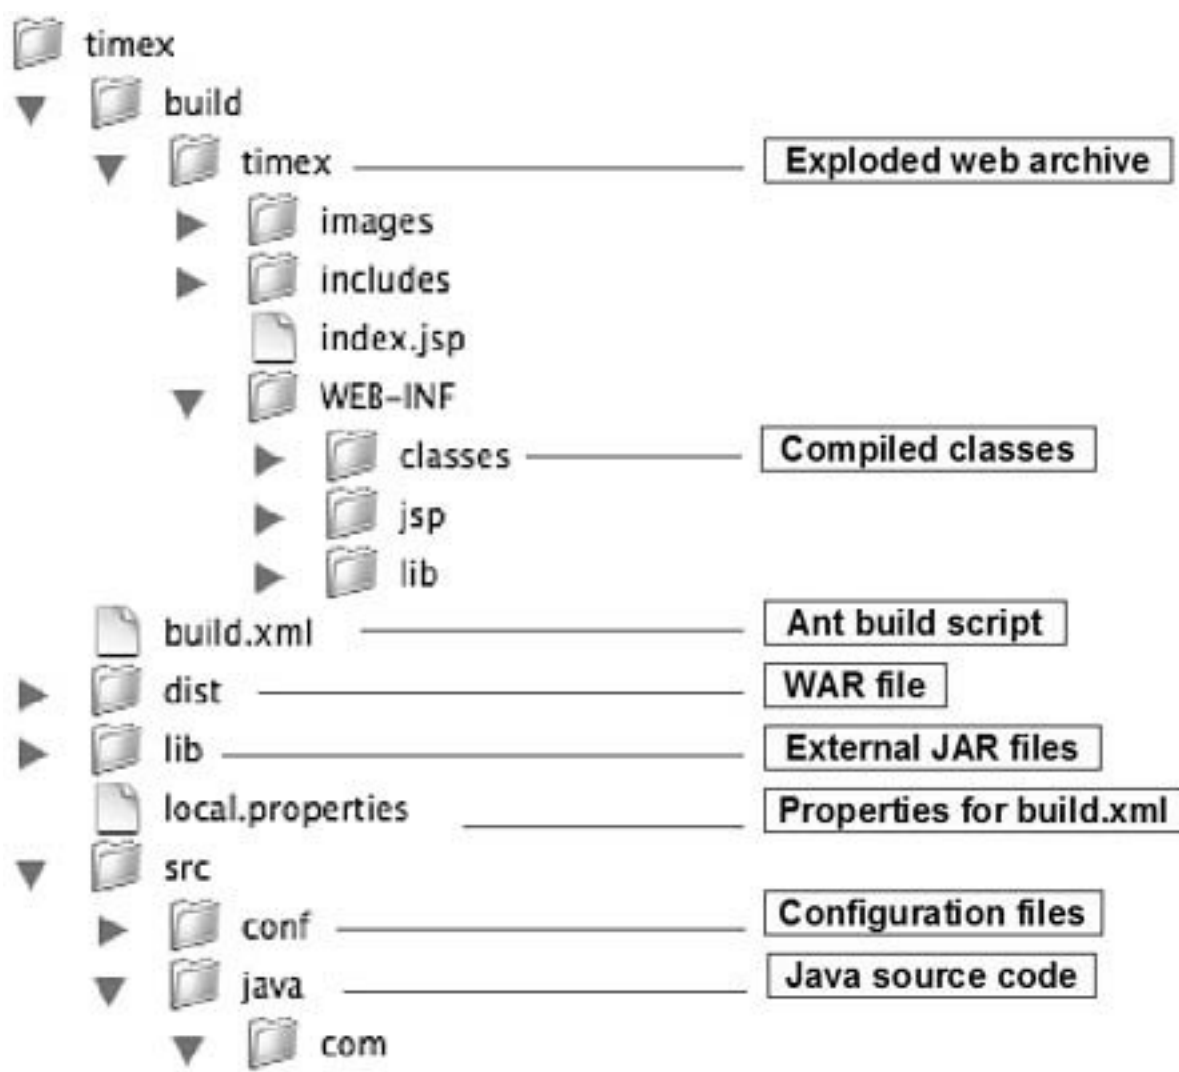 timex
build
timex Exploded web archive
images
includes
index.jsp
WEB-INF
classes Compiled classes
jsp
lib
build.xml Ant build script
dist WAR file
lib External JAR files
local.properties Properties for build.xml
src
conf Configuration files
java Java source code
com